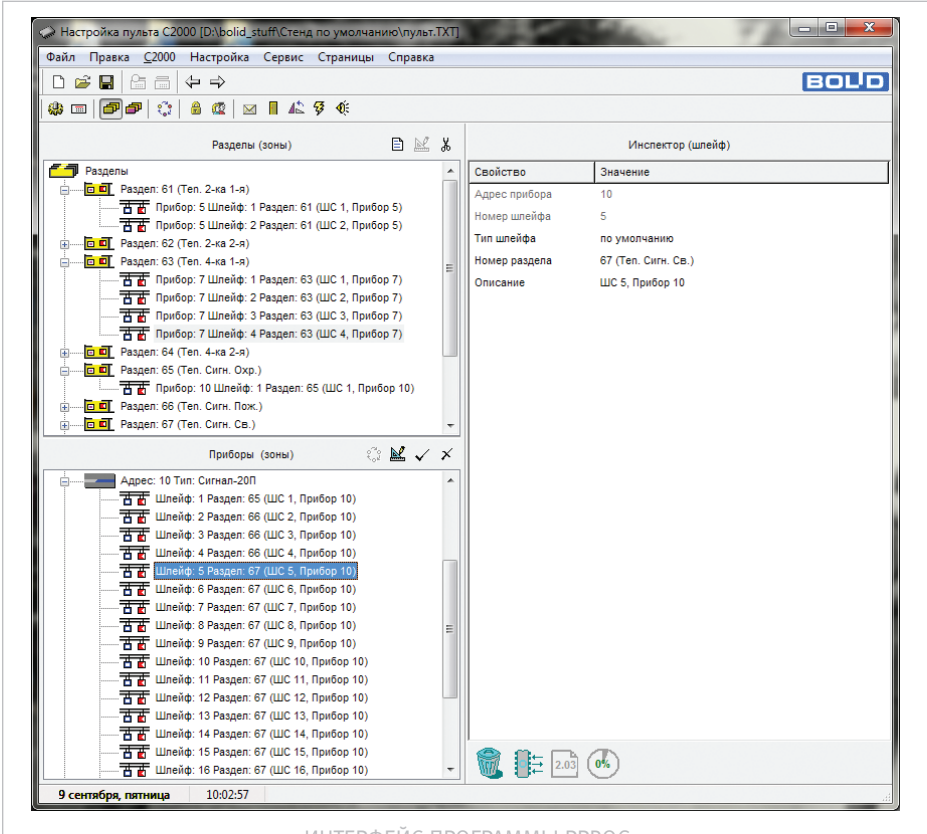 Настройка пульта С2000 [D:\bolid_stuff\Стенд по умолчанию\пульт.TXT]
Файл Правка С2000 Настройка Сервис Страницы Справка
BOLID
Разделы (зоны)
Разделы
Раздел: 61 (Теп. 2-ка 1-я)
Прибор: 5 Шлейф: 1 Раздел: 61 (ШС 1, Прибор 5)
Прибор: 5 Шлейф: 2 Раздел: 61 (ШС 2, Прибор 5)
Раздел: 62 (Теп. 2-ка 2-я)
Раздел: 63 (Теп. 4-ка 1-я)
Прибор: 7 Шлейф: 1 Раздел: 63 (ШС 1, Прибор 7)
Прибор: 7 Шлейф: 2 Раздел: 63 (ШС 2, Прибор 7)
Прибор: 7 Шлейф: 3 Раздел: 63 (ШС 3, Прибор 7)
Прибор: 7 Шлейф: 4 Раздел: 63 (ШС 4, Прибор 7)
Раздел: 64 (Теп. 4-ка 2-я)
Раздел: 65 (Теп. Сигн. Охр.)
Прибор: 10 Шлейф: 1 Раздел: 65 (ШС 1, Прибор 10)
Раздел: 66 (Теп. Сигн. Пож.)
Раздел: 67 (Теп. Сигн. Св.)
Приборы (зоны)
Адрес: 10 Тип: Сигнал-20П
Шлейф: 1 Раздел: 65 (ШС 1, Прибор 10)
Шлейф: 2 Раздел: 66 (ШС 2, Прибор 10)
Шлейф: 3 Раздел: 66 (ШС 3, Прибор 10)
Шлейф: 4 Раздел: 66 (ШС 4, Прибор 10)
Шлейф: 5 Раздел: 67 (ШС 5, Прибор 10)
Шлейф: 6 Раздел: 67 (ШС 6, Прибор 10)
Шлейф: 7 Раздел: 67 (ШС 7, Прибор 10)
Шлейф: 8 Раздел: 67 (ШС 8, Прибор 10)
Шлейф: 9 Раздел: 67 (ШС 9, Прибор 10)
Шлейф: 10 Раздел: 67 (ШС 10, Прибор 10)
Шлейф: 11 Раздел: 67 (ШС 11, Прибор 10)
Шлейф: 12 Раздел: 67 (ШС 12, Прибор 10)
Шлейф: 13 Раздел: 67 (ШС 13, Прибор 10)
Шлейф: 14 Раздел: 67 (ШС 14, Прибор 10)
Шлейф: 15 Раздел: 67 (ШС 15, Прибор 10)
Шлейф: 16 Раздел: 67 (ШС 16, Прибор 10)
Инспектор (шлейф)
Свойство Значение
Адрес прибора 10
Номер шлейфа 5
Тип шлейфа по умолчанию
Номер раздела 67 (Теп. Сигн. Св.)
Описание ШС 5, Прибор 10
2.03 0%
9 сентября, пятница 10:02:57
ИНТЕРФЕЙС ПРОГРАММЫ PPROG